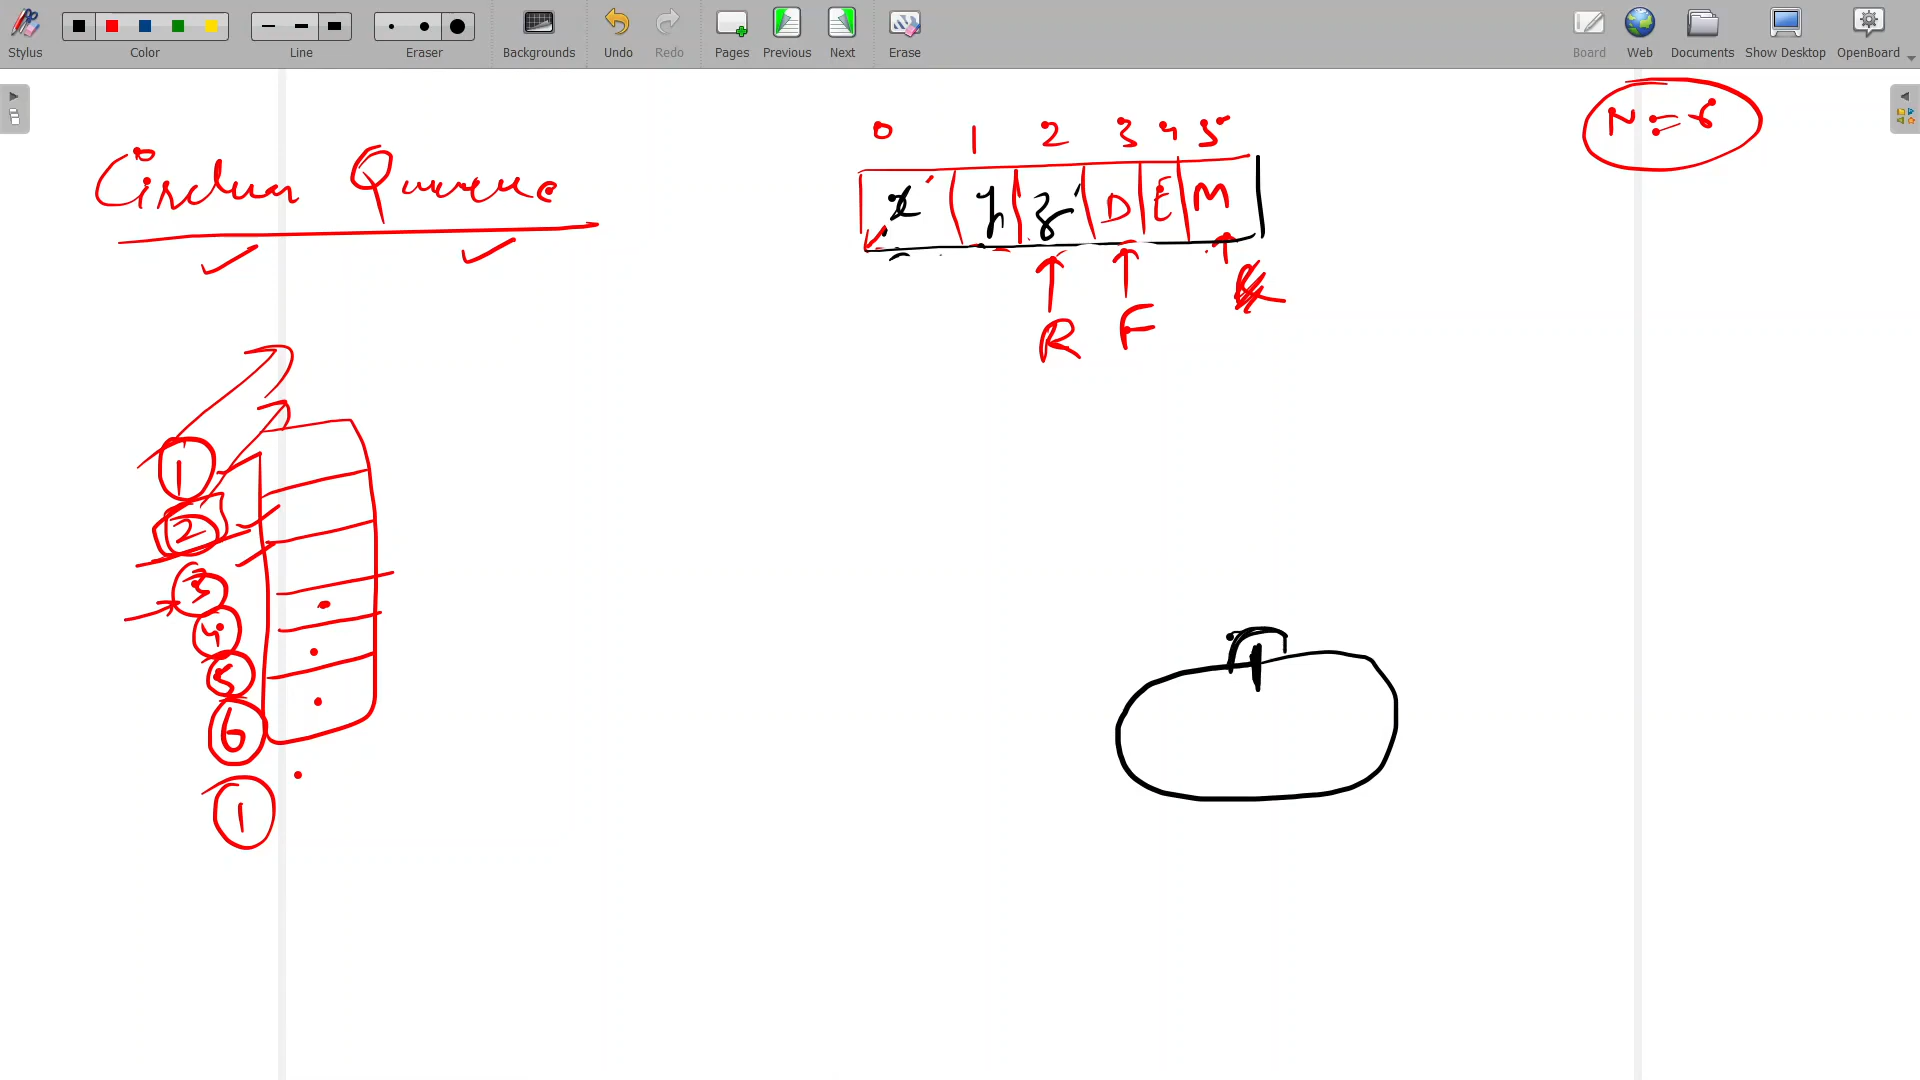 Stylus Color Line Eraser Backgrounds Undo Redo Pages Previous Next Erase Board Web Documents Show Desktop OpenBoard
N = 6
0 1 2 3 4 5
Circular Queue
x y z D E M
R F
1
2
3
4
5
6
1